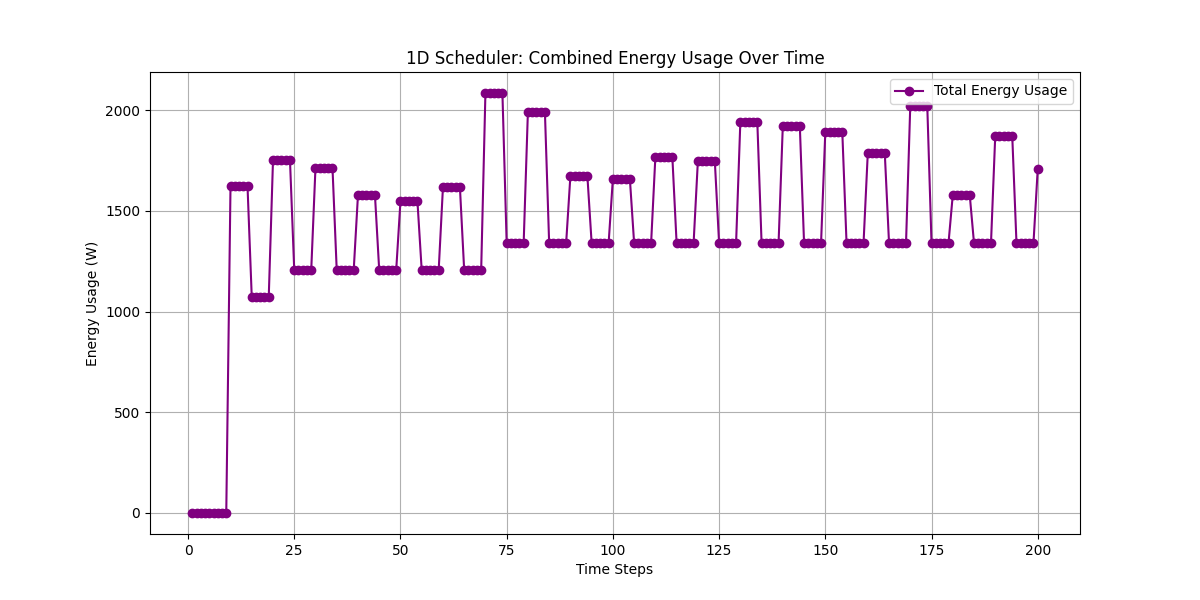 1D Scheduler: Combined Energy Usage Over Time
Total Energy Usage
Energy Usage (W)
2000
1500
1000
500
0
0 25 50 75 100 125 150 175 200
Time Steps